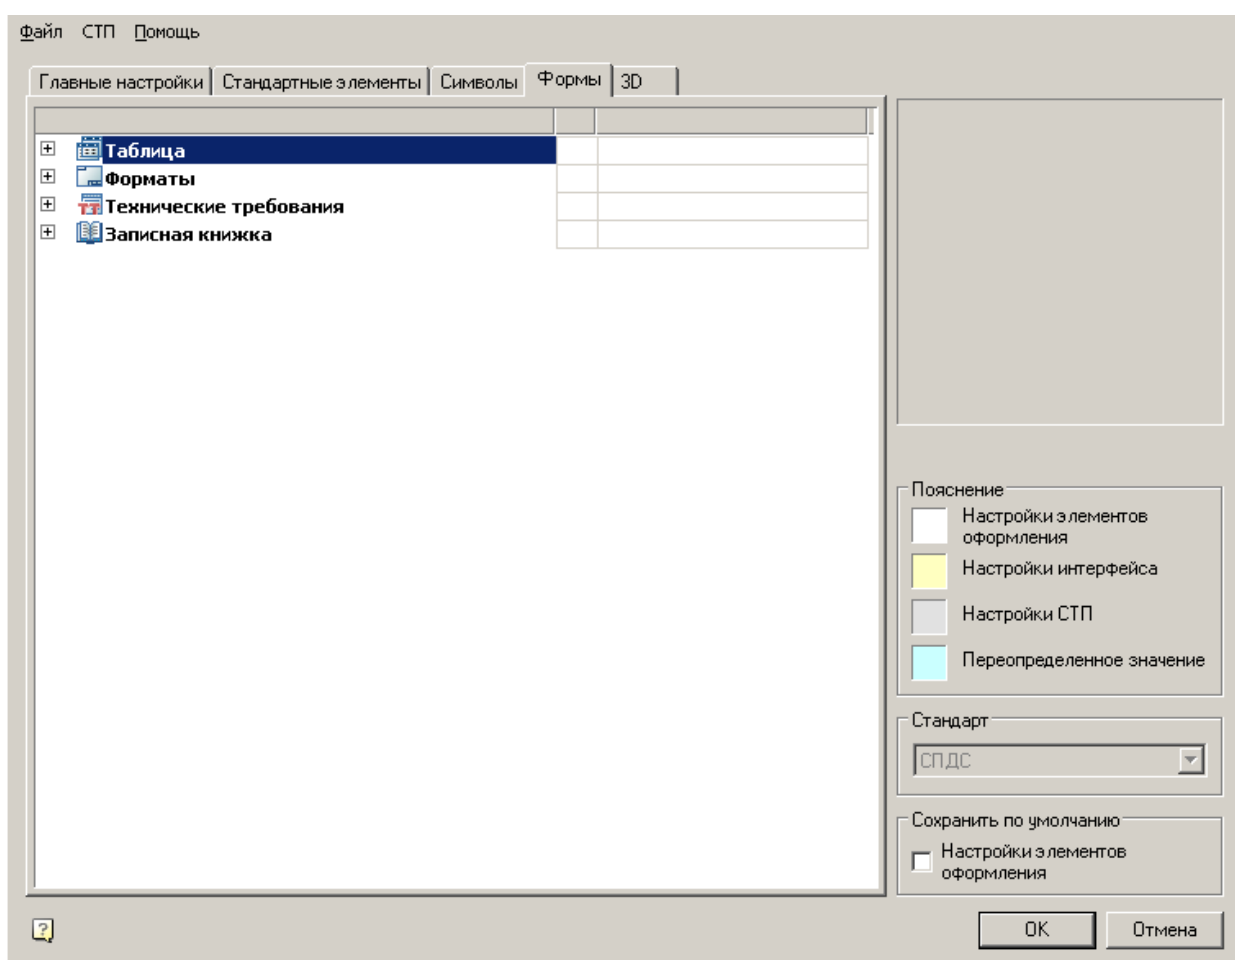 Файл СТП Помощь
Главные настройки Стандартные элементы Символы Формы 3D
Таблица
Форматы
Технические требования
Записная книжка
Пояснение
Настройки элементов
оформления
Настройки интерфейса
Настройки СТП
Переопределенное значение
Стандарт
СПДС
Сохранить по умолчанию
Настройки элементов
оформления
? OK Отмена